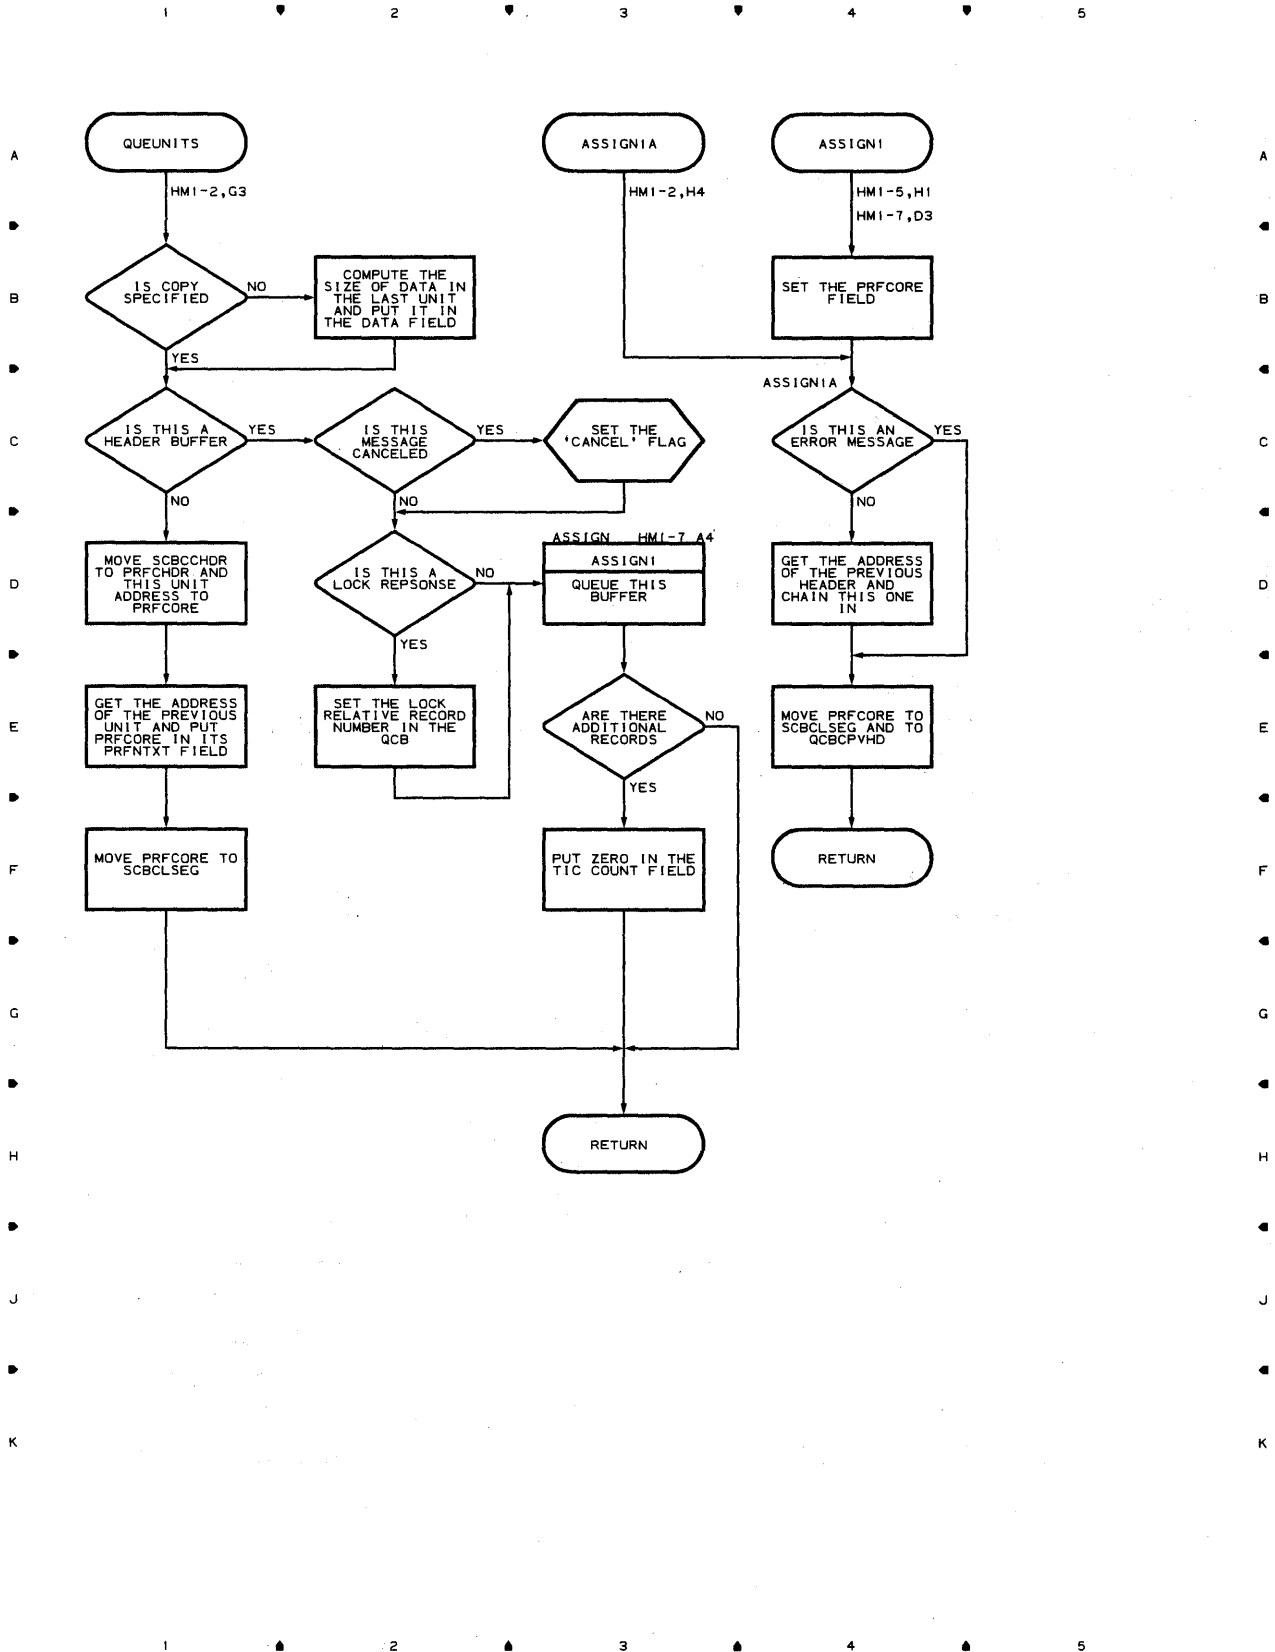 1 2 3 4 5
A A
QUEUNITS
ASSIGN1A
ASSIGN1
HM1-2,G3
HM1-2,H4
HM1-5,H1
HM1-7,D3
B B
IS COPY
SPECIFIED
NO
COMPUTE THE
SIZE OF DATA IN
THE LAST UNIT
AND PUT IT IN
THE DATA FIELD
SET THE PRFCORE
FIELD
YES
ASSIGN1A
C C
IS THIS A
HEADER BUFFER
YES
IS THIS
MESSAGE
CANCELED
YES
SET THE
'CANCEL' FLAG
IS THIS AN
ERROR MESSAGE
YES
NO
NO
NO
D D
MOVE SCBCCHDR
TO PRFCHDR AND
THIS UNIT
ADDRESS TO
PRFCORE
IS THIS A
LOCK REPSONSE
NO
ASSIGN HM1-7 A4
ASSIGN1
QUEUE THIS
BUFFER
GET THE ADDRESS
OF THE PREVIOUS
HEADER AND
CHAIN THIS ONE
IN
YES
E E
GET THE ADDRESS
OF THE PREVIOUS
UNIT AND PUT
PRFCORE IN ITS
PRFNTXT FIELD
SET THE LOCK
RELATIVE RECORD
NUMBER IN THE
QCB
ARE THERE
ADDITIONAL
RECORDS
NO
MOVE PRFCORE TO
SCBCLSEG AND TO
QCBCPVHD
YES
F F
MOVE PRFCORE TO
SCBCLSEG
PUT ZERO IN THE
TIC COUNT FIELD
RETURN
G G
H H
RETURN
J J
K K
1 2 3 4 5